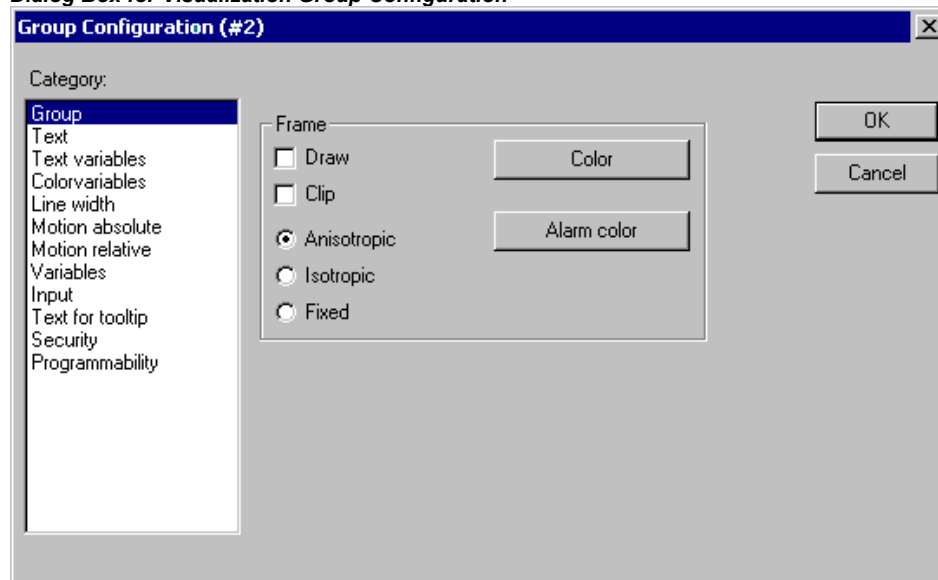 Dialog Box for Visualization Group Configuration
Group Configuration (#2)
Category:
Group
Text
Text variables
Colorvariables
Line width
Motion absolute
Motion relative
Variables
Input
Text for tooltip
Security
Programmability
Frame
Draw
Clip
Anisotropic
Isotropic
Fixed
Color
Alarm color
OK
Cancel